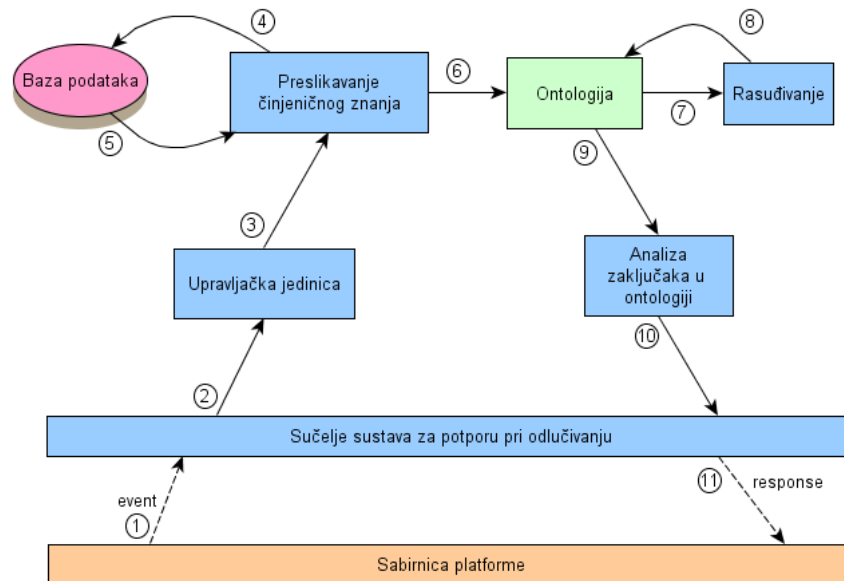 4
8
Baza podataka
Preslikavanje
činjeničnog znanja
6
Ontologija
Rasuđivanje
5
7
9
3
Upravljačka jedinica
Analiza
zaključaka u
ontologiji
10
2
Sučelje sustava za potporu pri odlučivanju
event
1
11
response
Sabirnica platforme